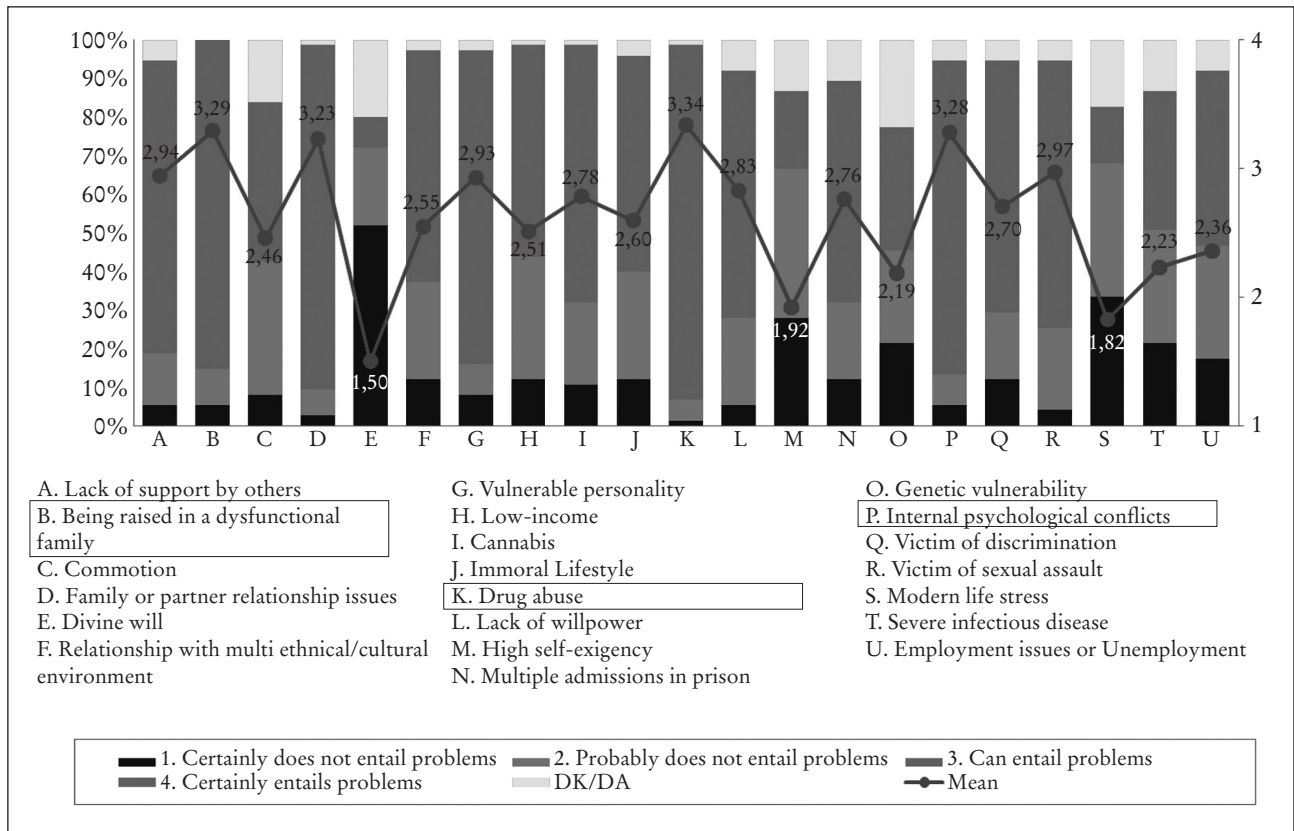 100%
90%
80%
70%
60%
50%
40%
30%
20%
10%
0%
4
3
2
1
2,94
3,29
2,46
3,23
1,50
2,55
2,93
2,51
2,78
2,60
3,34
2,83
1,92
2,76
2,19
3,28
2,70
2,97
1,82
2,23
2,36
A B C D E F G H I J K L M N O P Q R S T U
A. Lack of support by others
B. Being raised in a dysfunctional
family
C. Commotion
D. Family or partner relationship issues
E. Divine will
F. Relationship with multi ethnical/cultural
environment
G. Vulnerable personality
H. Low-income
I. Cannabis
J. Immoral Lifestyle
K. Drug abuse
L. Lack of willpower
M. High self-exigency
N. Multiple admissions in prison
O. Genetic vulnerability
P. Internal psychological conflicts
Q. Victim of discrimination
R. Victim of sexual assault
S. Modern life stress
T. Severe infectious disease
U. Employment issues or Unemployment
1. Certainly does not entail problems 2. Probably does not entail problems 3. Can entail problems
4. Certainly entails problems DK/DA Mean